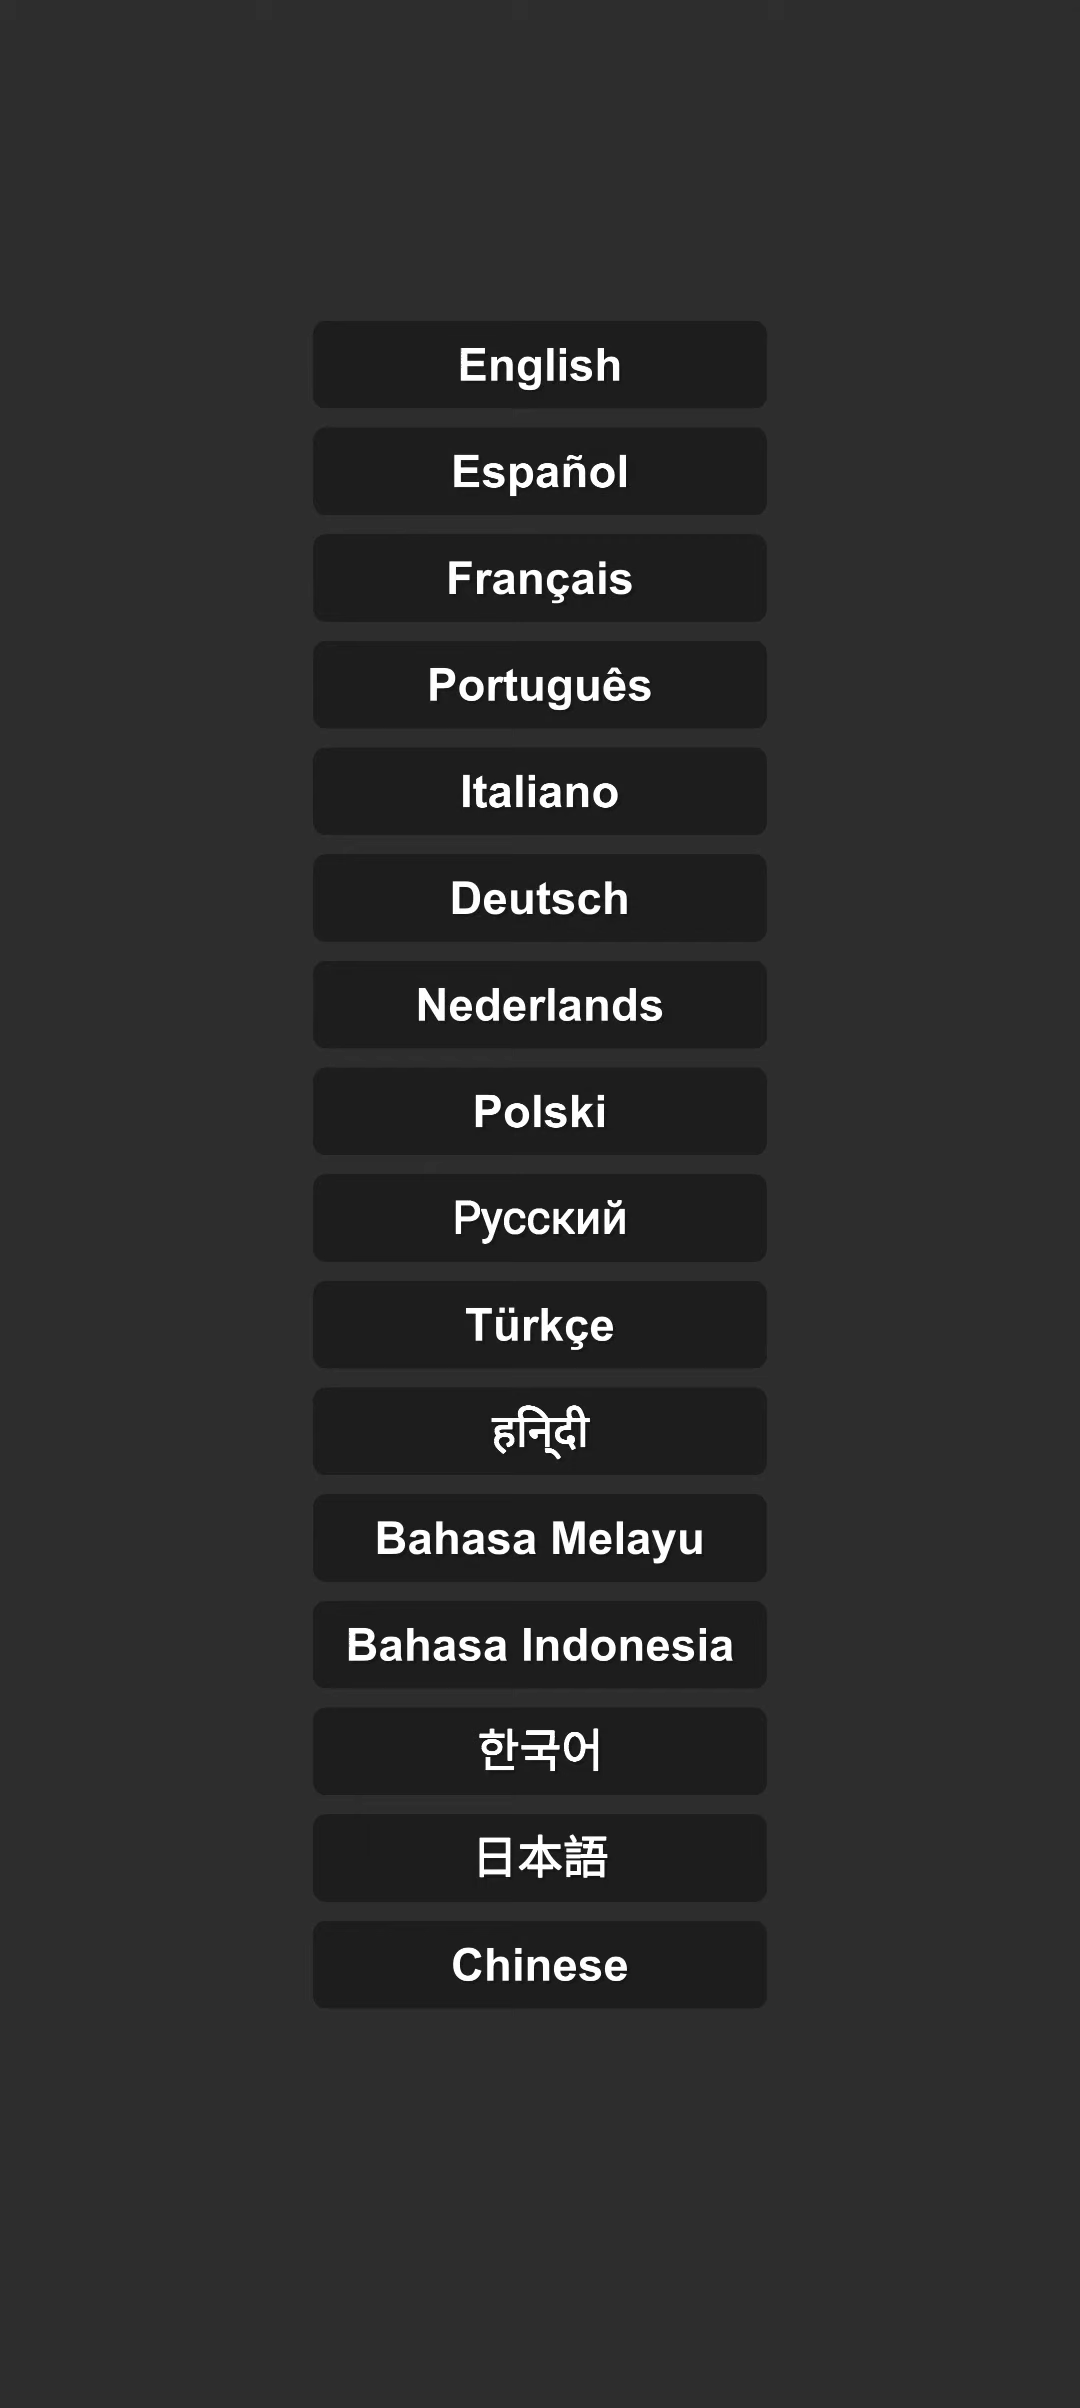 English
Español
Français
Português
Italiano
Deutsch
Nederlands
Polski
Русский
Türkçe
हिन्दी
Bahasa Melayu
Bahasa Indonesia
한국어
日本語
Chinese